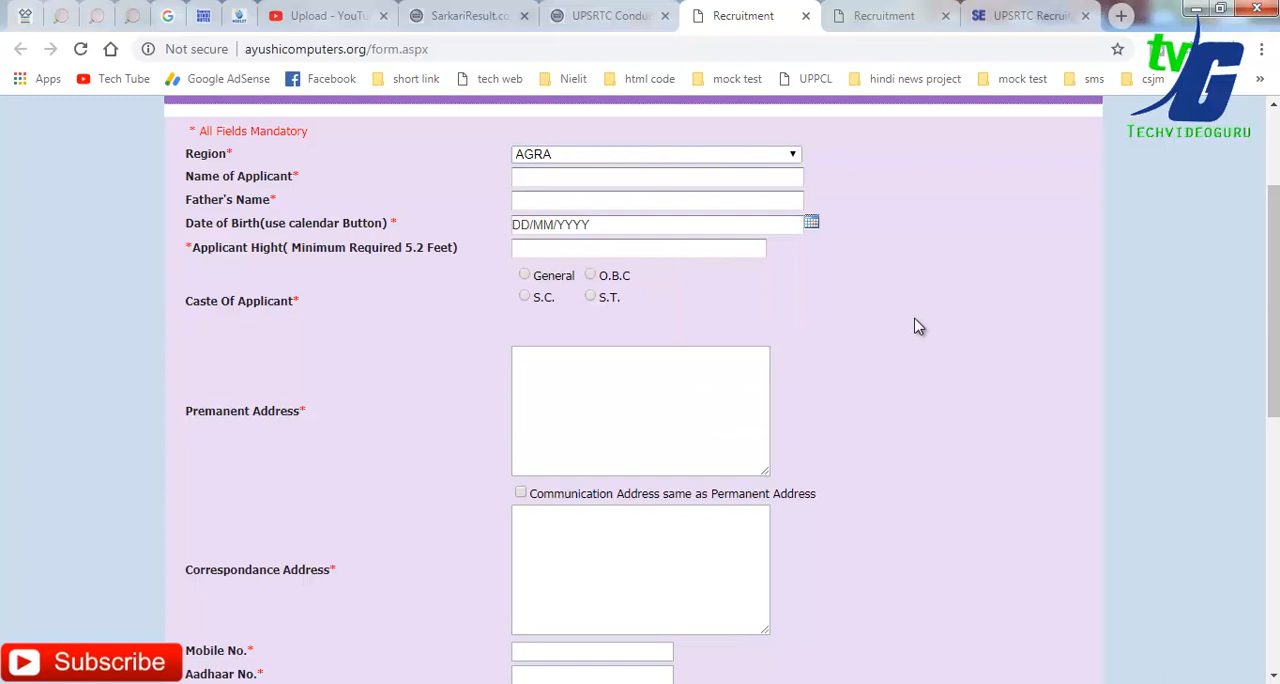 Upload - YouTu
SarkariResult.co
UPSRTC Condu
Recruitment
Recruitment
SE UPSRTC Recruit
Not secure
ayushicomputers.org/form.aspx
Apps
Tech Tube
Google AdSense
Facebook
short link
tech web
Nielit
html code
mock test
UPPCL
hindi news project
mock test
sms
csjm
»
tv G
TECHVIDEOGURU
* All Fields Mandatory
Region* AGRA
Name of Applicant*
Father's Name*
Date of Birth(use calendar Button) * DD/MM/YYYY
*Applicant Hight( Minimum Required 5.2 Feet)
General O.B.C
S.C. S.T.
Caste Of Applicant*
Premanent Address*
Communication Address same as Permanent Address
Correspondance Address*
Mobile No.*
Aadhaar No.*
Subscribe